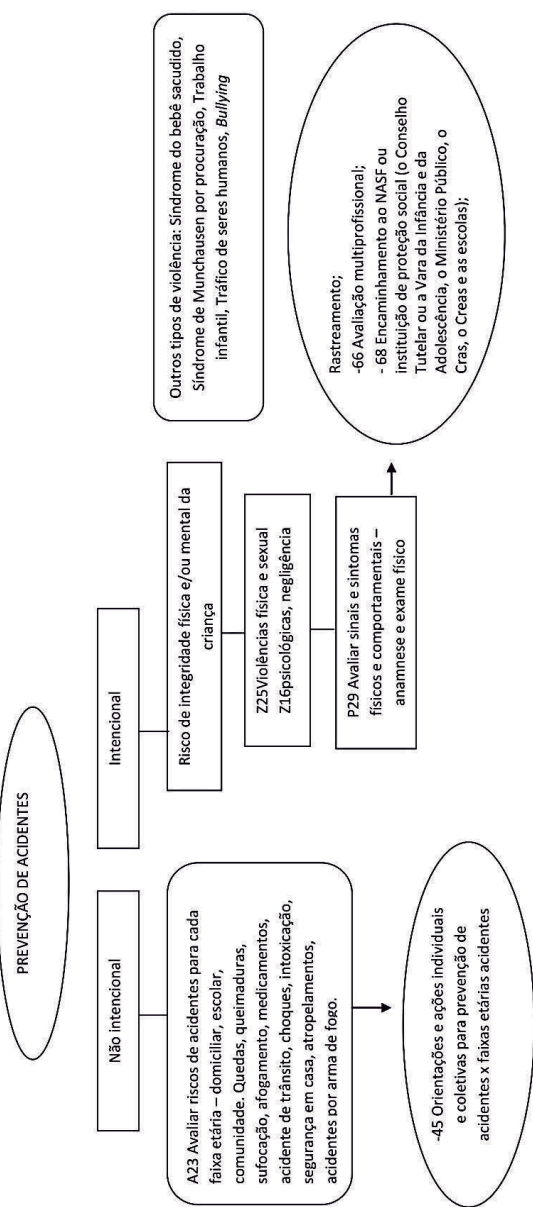 PREVENÇÃO DE ACIDENTES
Não intencional
A23 Avaliar riscos de acidentes para cada
faixa etária – domiciliar, escolar,
comunidade. Quedas, queimaduras,
sufocação, afogamento, medicamentos,
acidente de trânsito, choques, intoxicação,
segurança em casa, atropelamentos,
acidentes por arma de fogo.
-45 Orientações e ações individuais
e coletivas para prevenção de
acidentes x faixas etárias acidentes
Intencional
Risco de integridade física e/ou mental da
criança
Z25Violências física e sexual
Z16psicológicas, negligência
P29 Avaliar sinais e sintomas
físicos e comportamentais –
anamnese e exame físico
Outros tipos de violência: Síndrome do bebê sacudido,
Síndrome de Munchausen por procuração, Trabalho
infantil, Tráfico de seres humanos, Bullying
Rastreamento;
-66 Avaliação multiprofissional;
- 68 Encaminhamento ao NASF ou
instituição de proteção social (o Conselho
Tutelar ou a Vara da Infância e da
Adolescência, o Ministério Público, o
Cras, o Creas e as escolas);